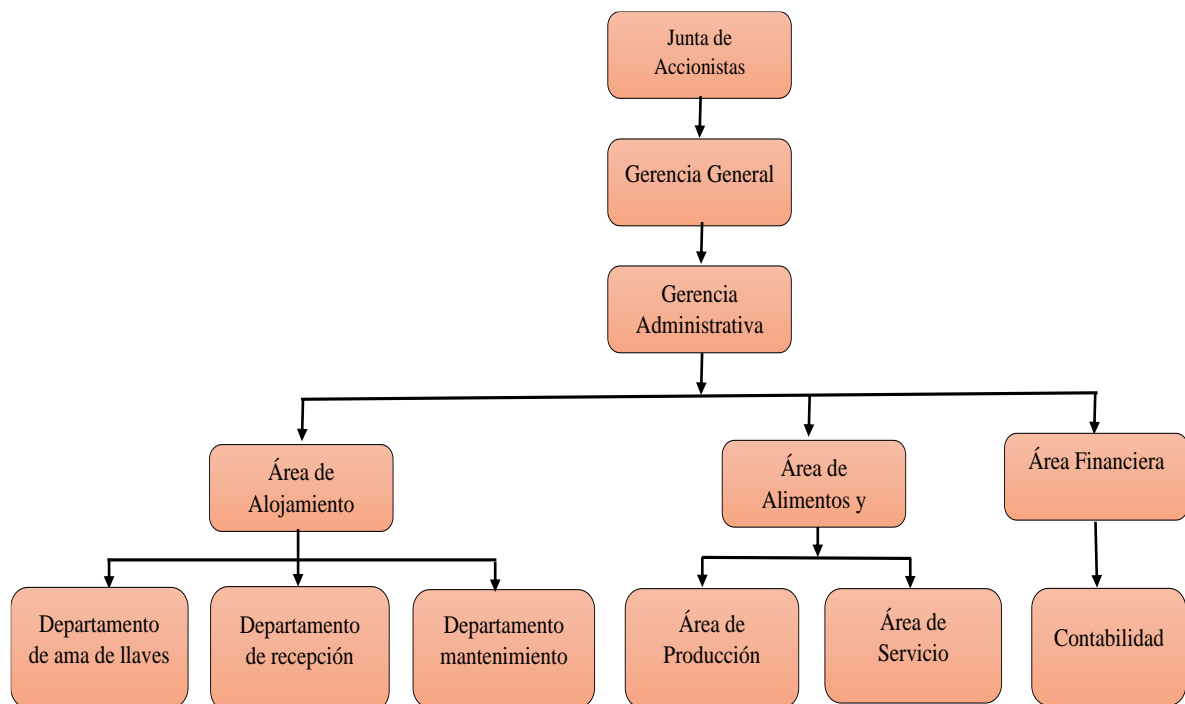 Junta de
Accionistas
Gerencia General
Gerencia
Administrativa
Área de
Alojamiento
Área de
Alimentos y
Área Financiera
Departamento
de ama de llaves
Departamento
de recepción
Departamento
mantenimiento
Área de
Producción
Área de
Servicio
Contabilidad